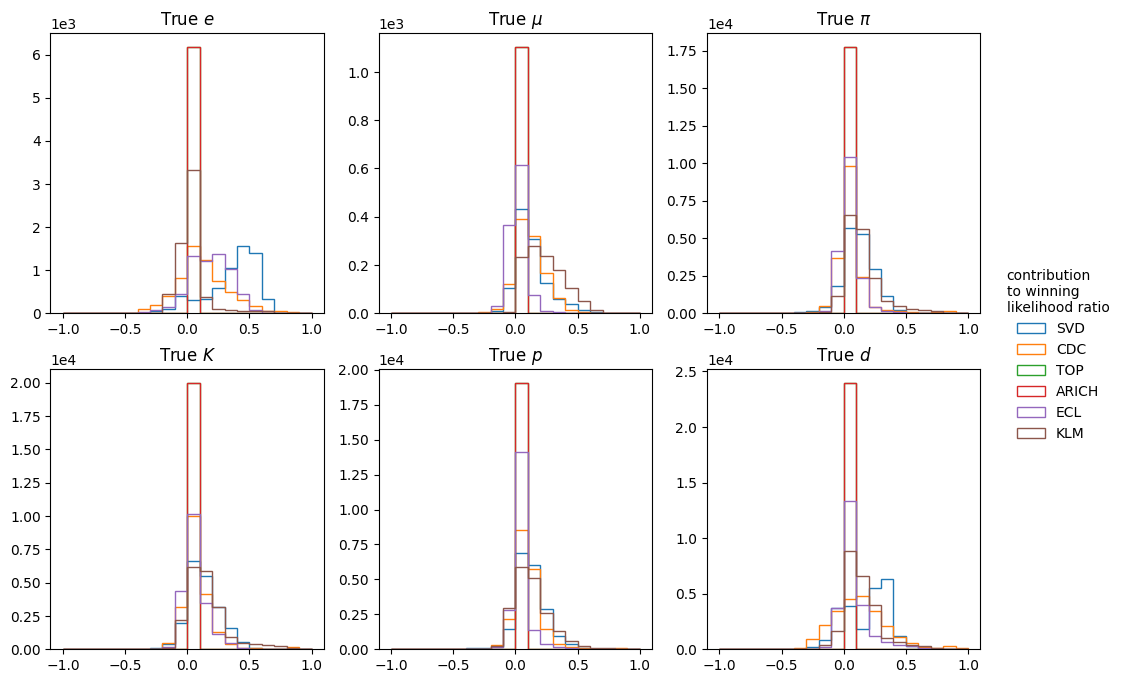 True e
1e3
6
5
4
3
2
1
0
−1.0 −0.5 0.0 0.5 1.0
True μ
1e3
1.0
0.8
0.6
0.4
0.2
0.0
−1.0 −0.5 0.0 0.5 1.0
True π
1e4
1.75
1.50
1.25
1.00
0.75
0.50
0.25
0.00
−1.0 −0.5 0.0 0.5 1.0
True K
1e4
2.00
1.75
1.50
1.25
1.00
0.75
0.50
0.25
0.00
−1.0 −0.5 0.0 0.5 1.0
True p
1e4
2.00
1.75
1.50
1.25
1.00
0.75
0.50
0.25
0.00
−1.0 −0.5 0.0 0.5 1.0
True d
1e4
2.5
2.0
1.5
1.0
0.5
0.0
−1.0 −0.5 0.0 0.5 1.0
contribution
to winning
likelihood ratio
SVD
CDC
TOP
ARICH
ECL
KLM